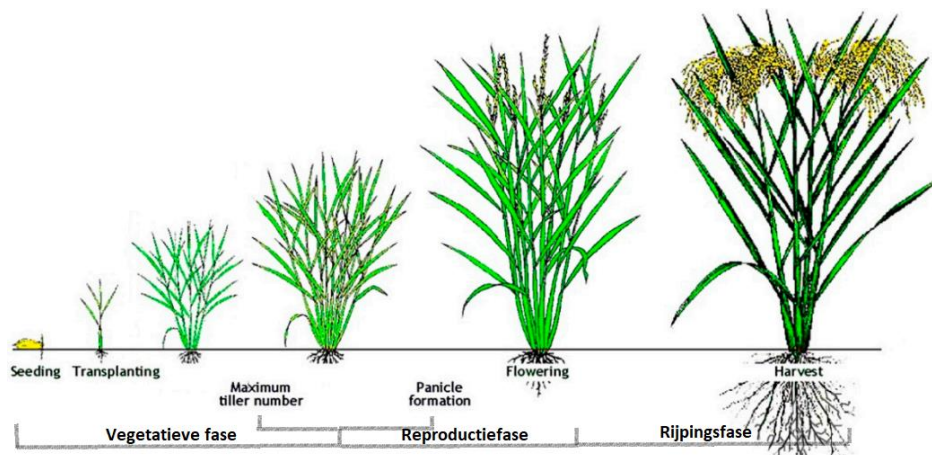 Seeding Transplanting Flowering Harvest
Maximum
tiller number
Panicle
formation
Vegetatieve fase Reproductiefase Rijpingsfase